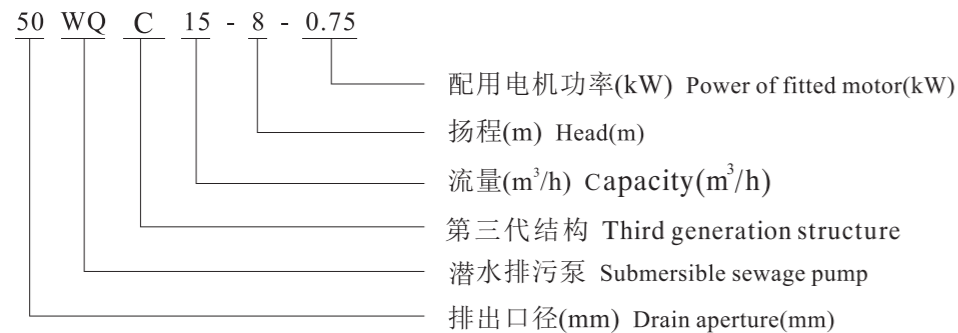 50 WQ C 15 - 8 - 0.75
配用电机功率(kW) Power of fitted motor(kW)
扬程(m) Head(m)
流量(m³/h) Capacity(m³/h)
第三代结构 Third generation structure
潜水排污泵 Submersible sewage pump
排出口径(mm) Drain aperture(mm)